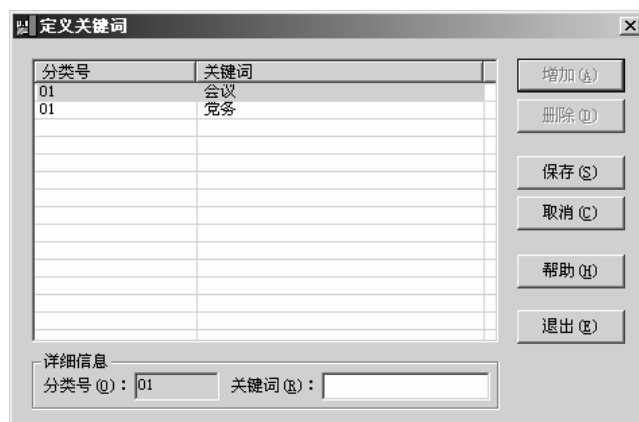 定义关键词
分类号 关键词
01 会议
01 党务
增加(A)
删除(D)
保存(S)
取消(C)
帮助(H)
退出(E)
详细信息
分类号(Q)：01 关键词(R)：